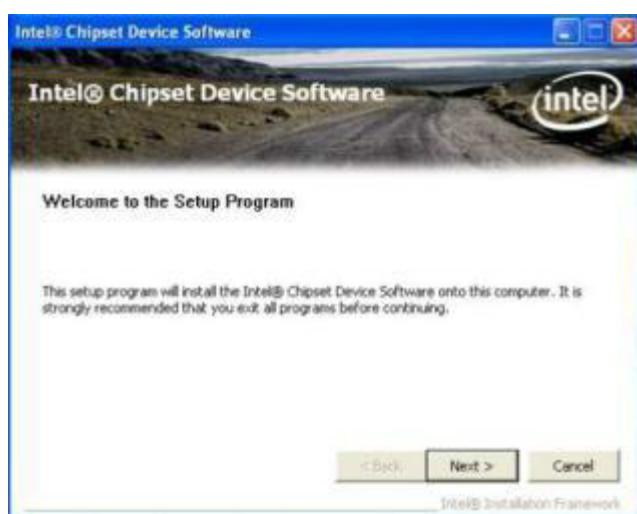 Intel® Chipset Device Software
Intel® Chipset Device Software
intel
Welcome to the Setup Program
This setup program will install the Intel® Chipset Device Software onto this computer. It is
strongly recommended that you exit all programs before continuing.
< Back
Next >
Cancel
Intel® Installation Framework